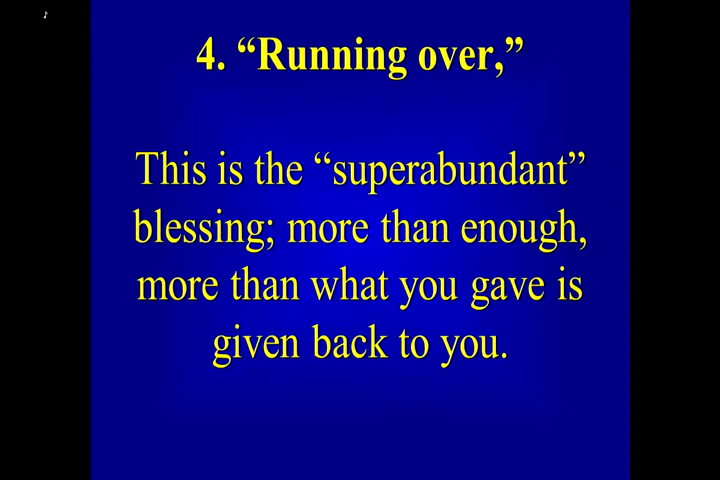 ♪
4. “Running over,”
This is the “superabundant”
blessing; more than enough,
more than what you gave is
given back to you.